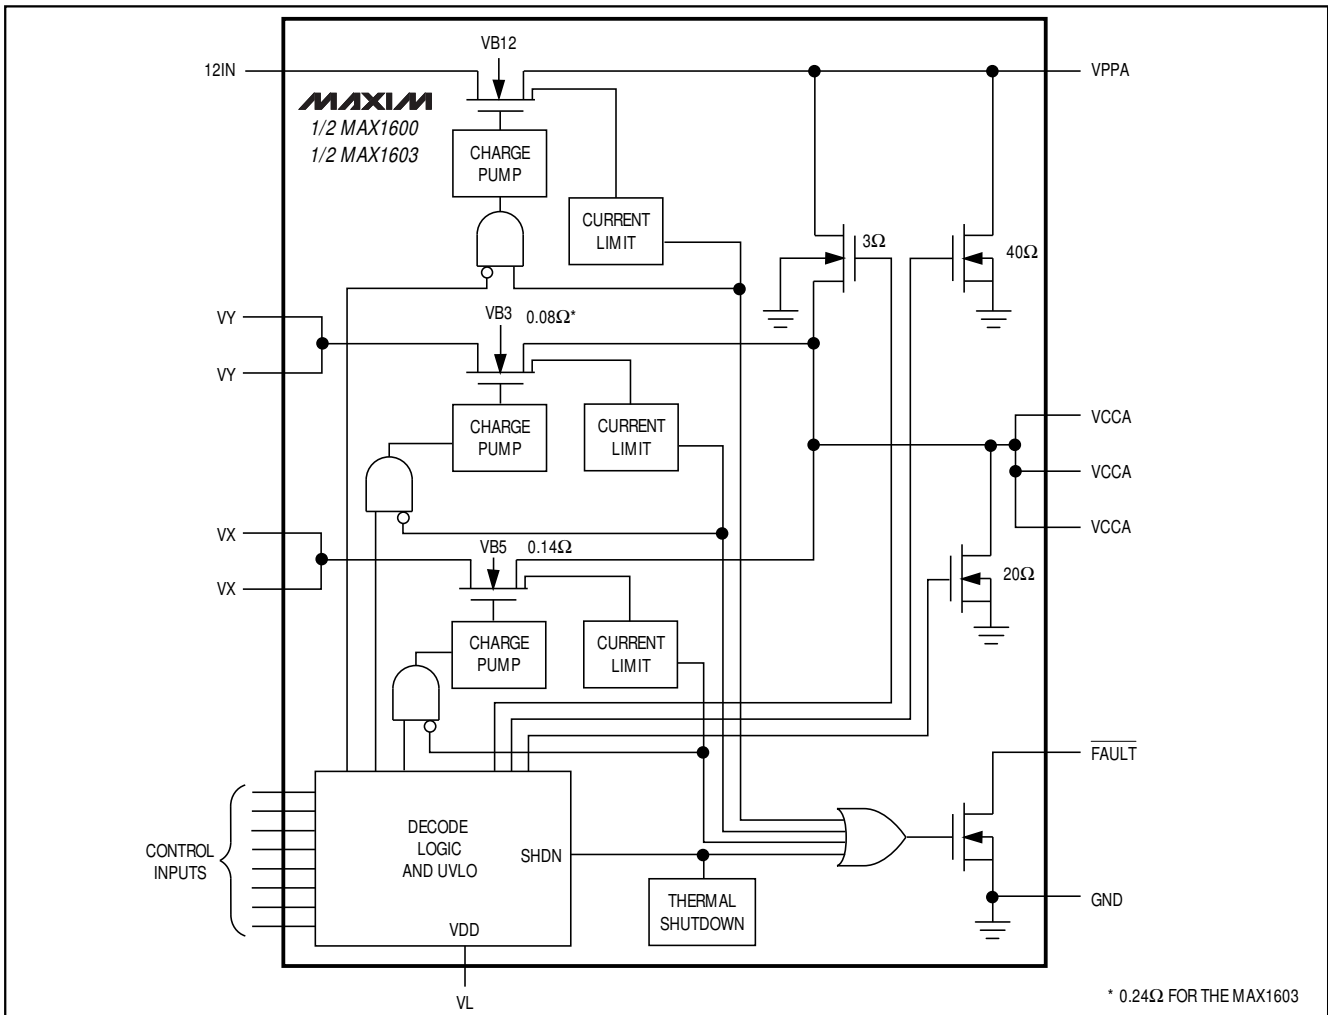 VB12
12IN
VPPA
MAXIM
1/2 MAX1600
1/2 MAX1603
CHARGE
PUMP
CURRENT
LIMIT
3Ω
40Ω
VY
VB3
0.08Ω*
VY
CHARGE
PUMP
CURRENT
LIMIT
VCCA
VCCA
VCCA
VX
VB5
0.14Ω
VX
20Ω
CHARGE
PUMP
CURRENT
LIMIT
FAULT
CONTROL
INPUTS
DECODE
LOGIC
AND UVLO
SHDN
VDD
THERMAL
SHUTDOWN
GND
VL
* 0.24Ω FOR THE MAX1603